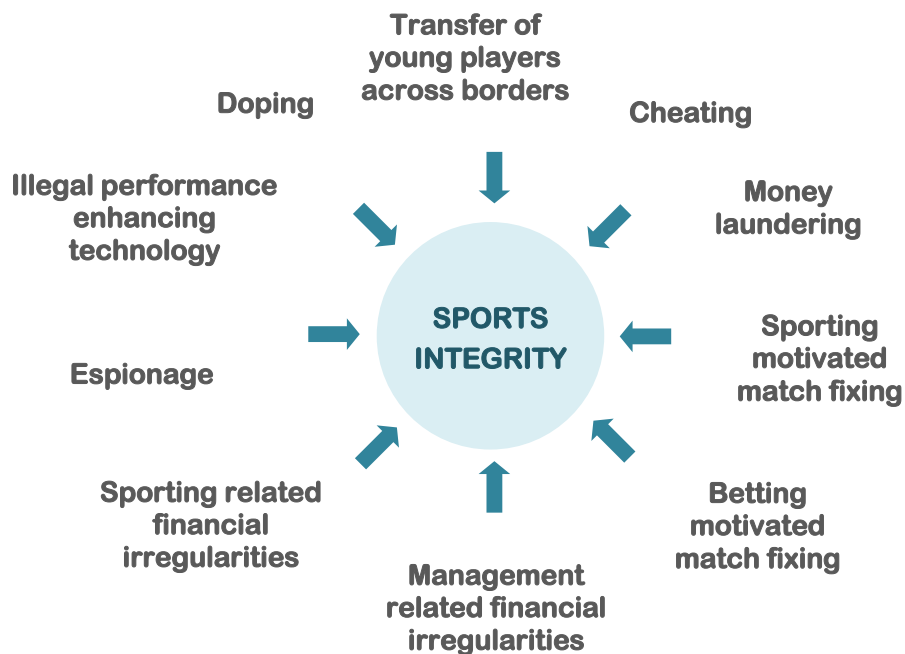 Transfer of
young players
across borders
Doping
Cheating
Illegal performance
enhancing
technology
Money
laundering
SPORTS
INTEGRITY
Sporting
motivated
match fixing
Espionage
Sporting related
financial
irregularities
Betting
motivated
match fixing
Management
related financial
irregularities